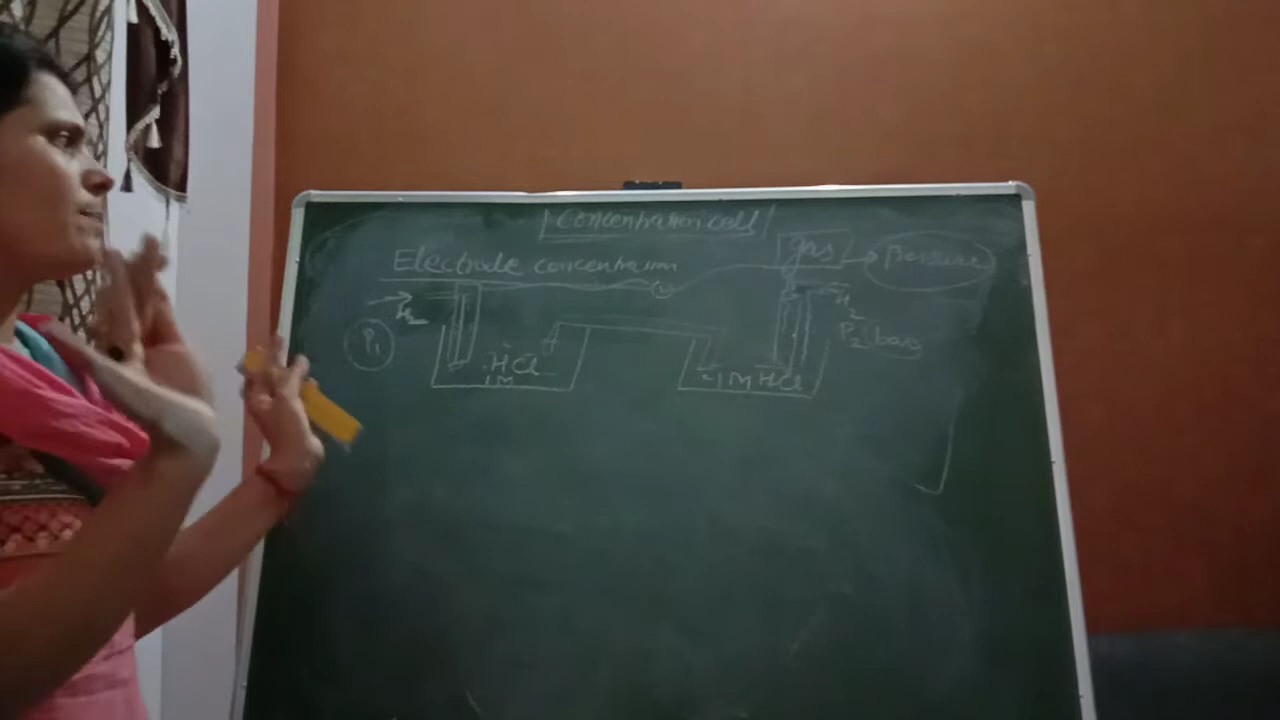 Concentration cell
Electrode concentration
gas → Pressure
H2
H2
P1
P2 (bar)
HCl
1M
1M HCl